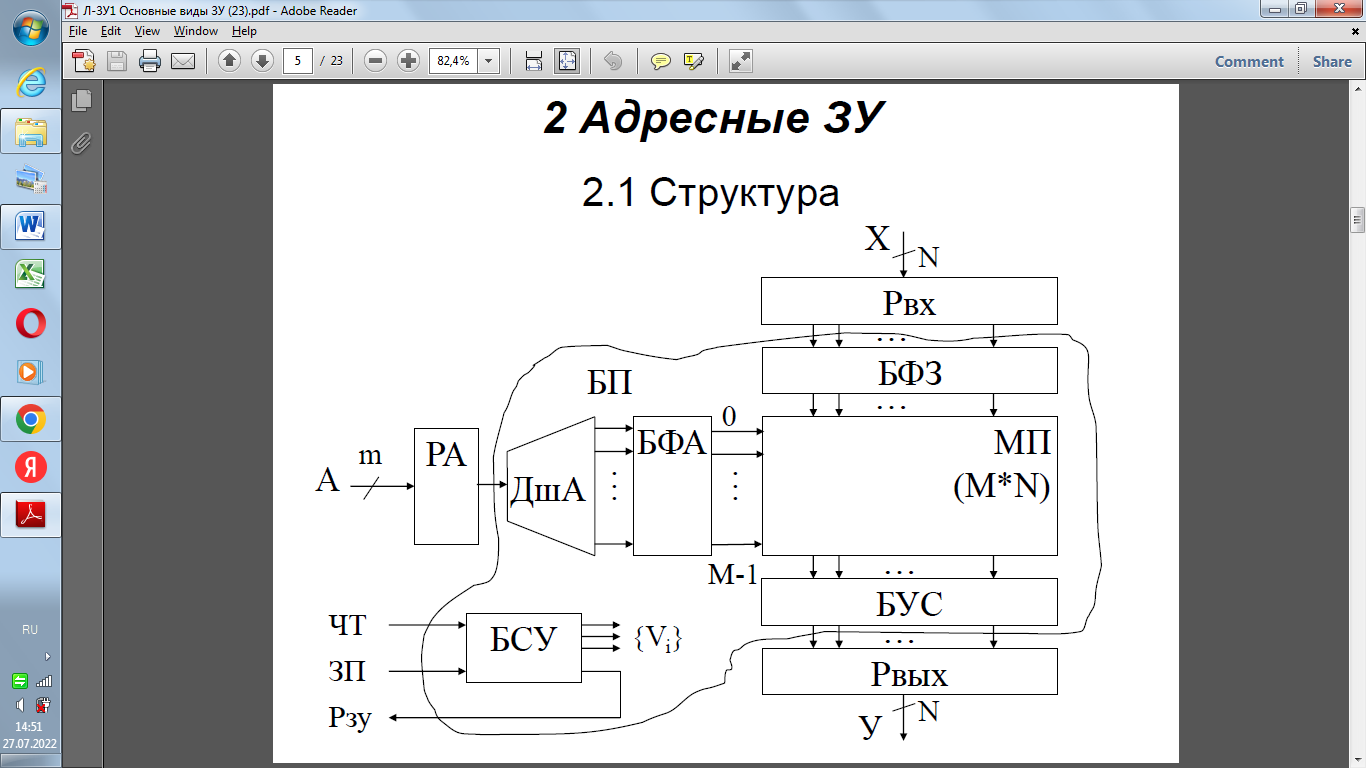 Л-ЗУ1 Основные виды ЗУ (23).pdf - Adobe Reader
File Edit View Window Help
5 / 23 82,4% Comment Share
2 Адресные ЗУ
2.1 Структура
X
N
Рвх
...
БФЗ
...
БП
0
A
m
РА
ДшА
БФА
МП
(M*N)
M-1
...
БУС
...
ЧТ
ЗП
Рзу
БСУ
{Vi}
Рвых
У
N
RU
14:51
27.07.2022